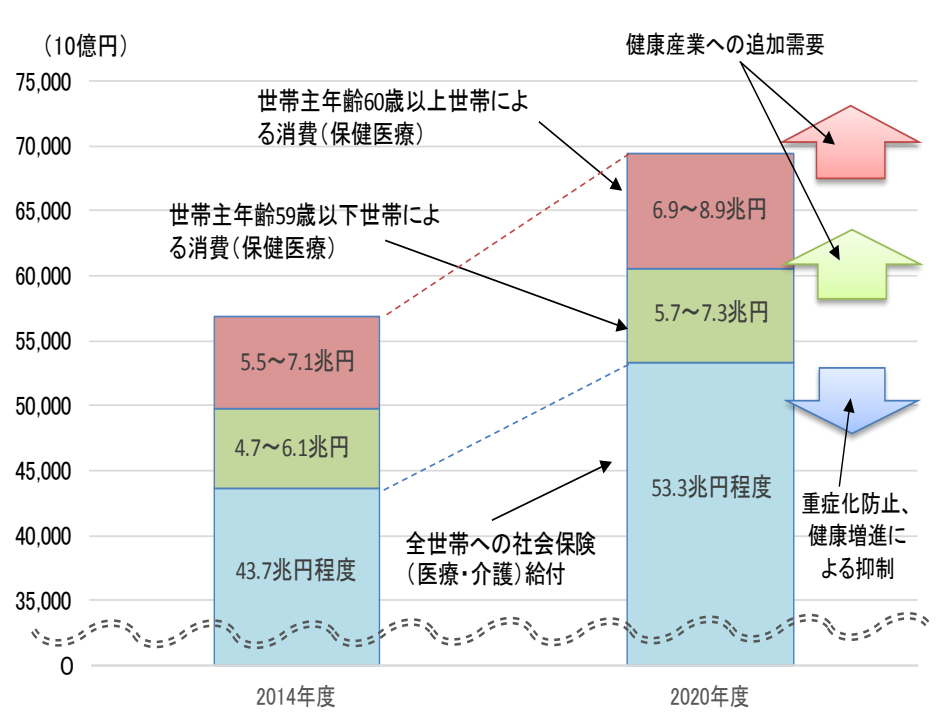 （10億円）
健康産業への追加需要
75,000
世帯主年齢60歳以上世帯によ
る消費（保健医療）
70,000
65,000
6.9～8.9兆円
世帯主年齢59歳以下世帯によ
る消費（保健医療）
60,000
5.7～7.3兆円
55,000
5.5～7.1兆円
50,000
4.7～6.1兆円
45,000
53.3兆円程度
重症化防止、
健康増進に
よる抑制
40,000
全世帯への社会保険
（医療・介護）給付
43.7兆円程度
35,000
0
2014年度
2020年度